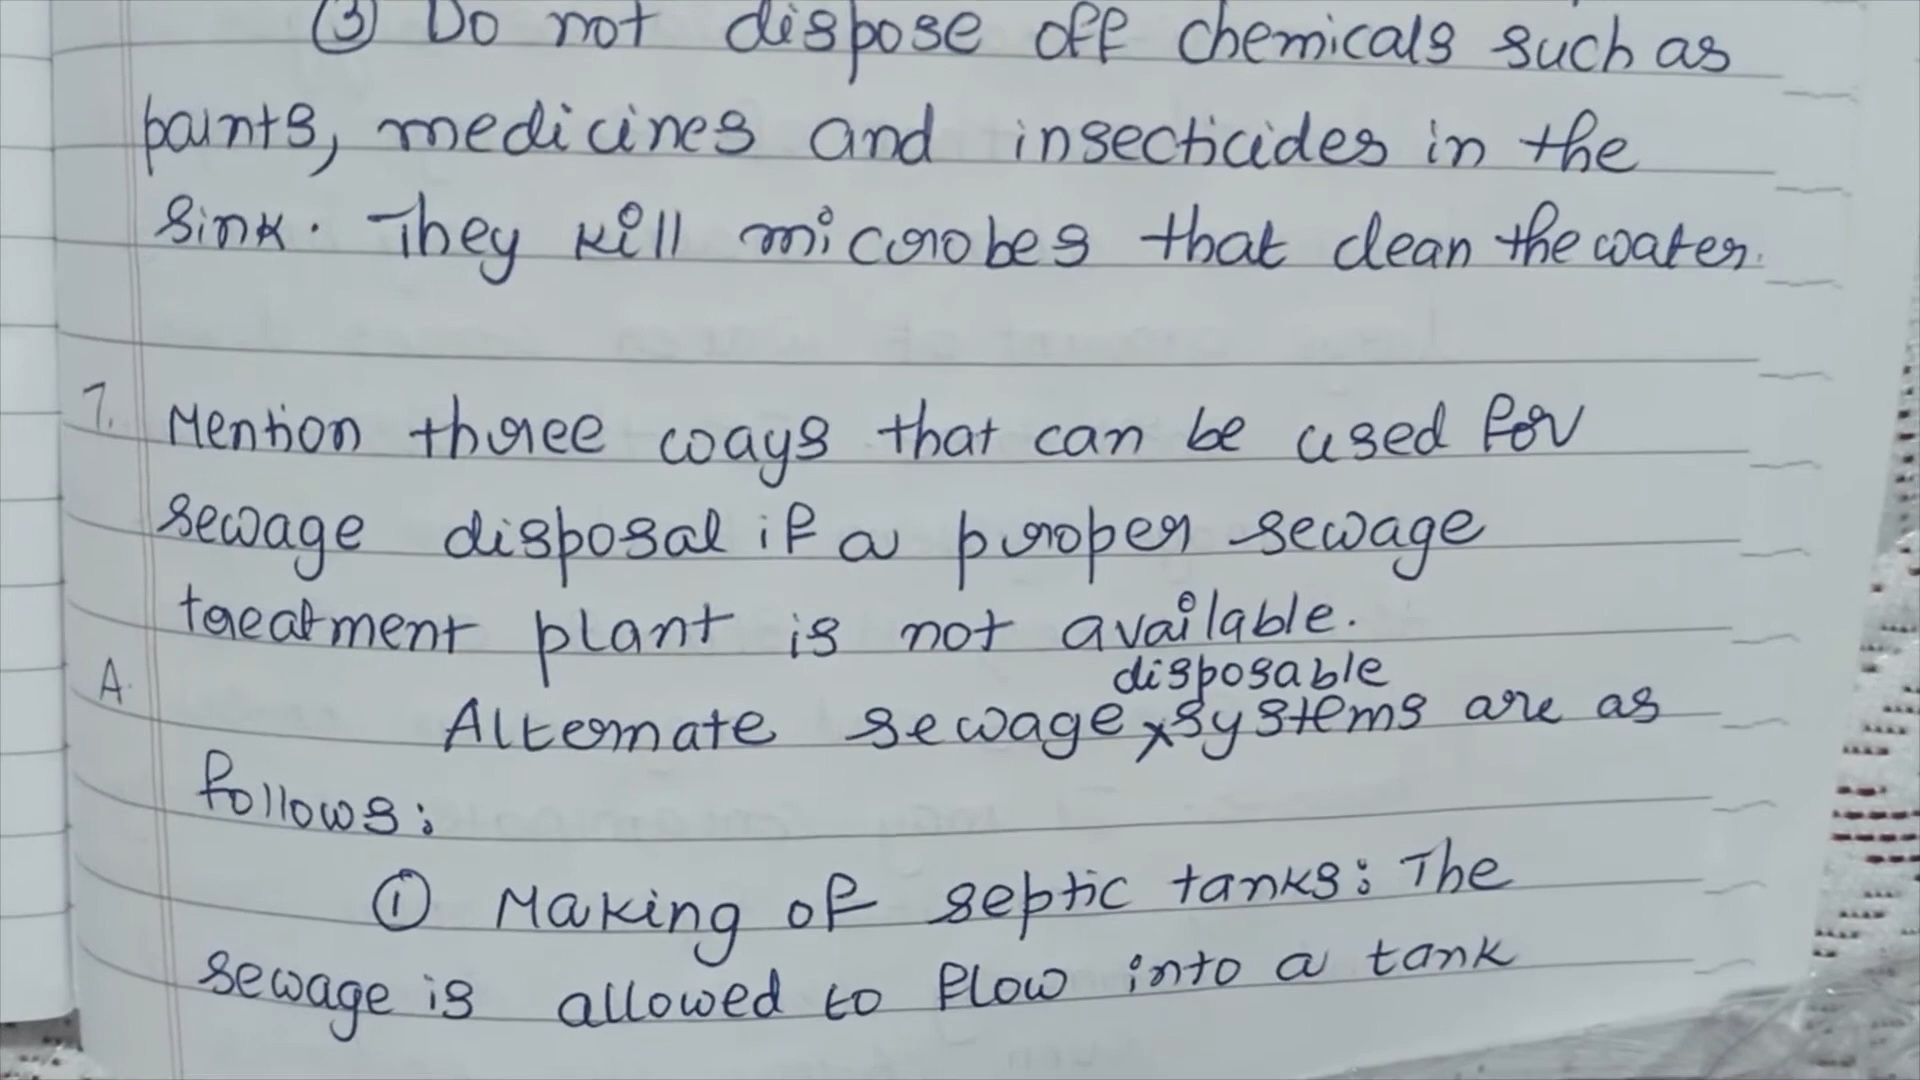 ③ Do not dispose off chemicals such as
paints, medicines and insecticides in the
sink. They kill microbes that clean the water.
7. Mention three ways that can be used for
sewage disposal if a proper sewage
treatment plant is not available.
disposable
A. Alternate sewage x systems are as
follows:
① Making of septic tanks: The
sewage is allowed to flow into a tank